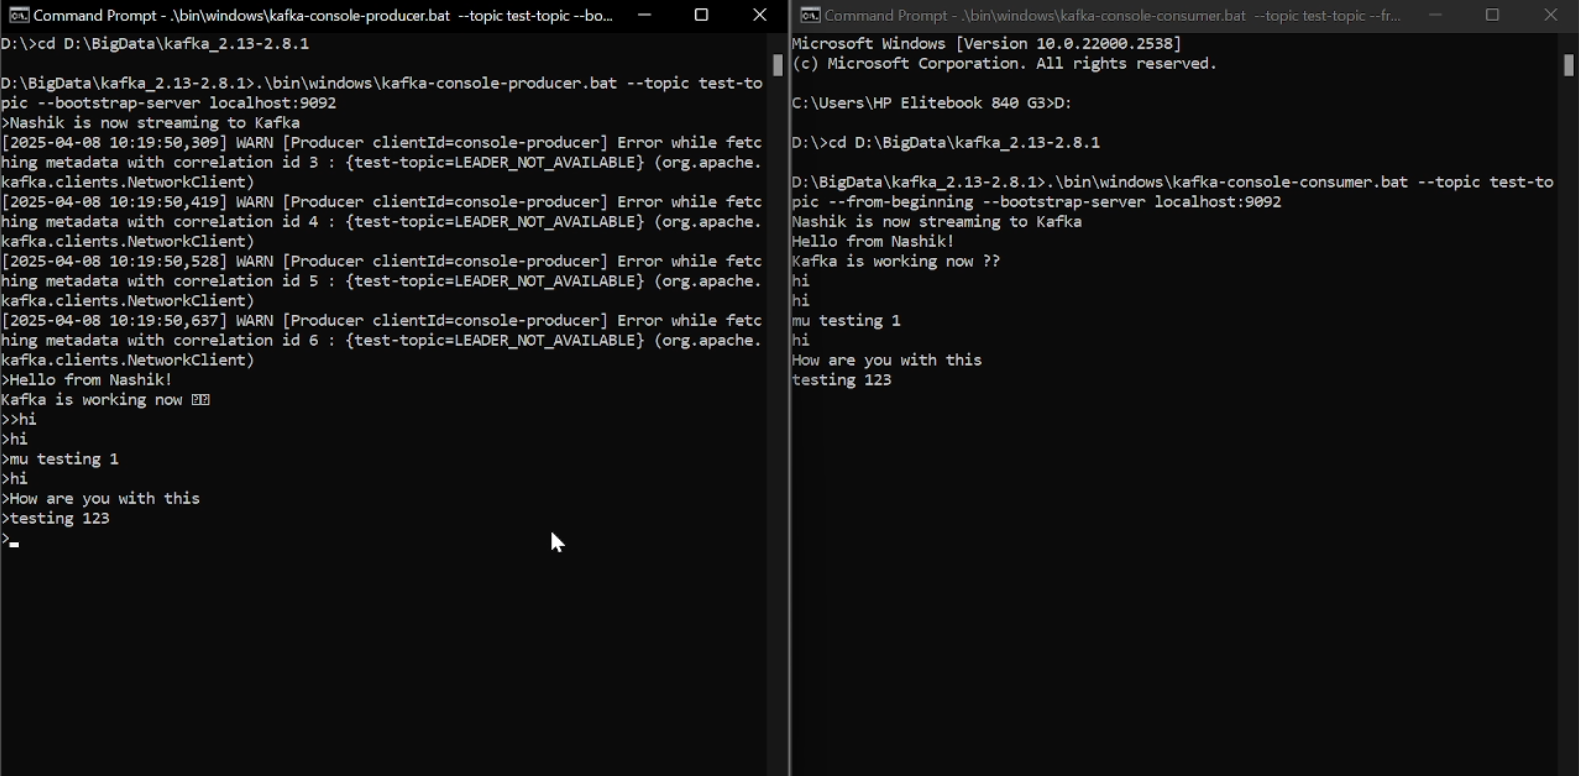 Command Prompt - .\bin\windows\kafka-console-producer.bat --topic test-topic --bo...
D:\>cd D:\BigData\kafka_2.13-2.8.1
D:\BigData\kafka_2.13-2.8.1>.\bin\windows\kafka-console-producer.bat --topic test-to
pic --bootstrap-server localhost:9092
>Nashik is now streaming to Kafka
[2025-04-08 10:19:50,309] WARN [Producer clientId=console-producer] Error while fetc
hing metadata with correlation id 3 : {test-topic=LEADER_NOT_AVAILABLE} (org.apache.
kafka.clients.NetworkClient)
[2025-04-08 10:19:50,419] WARN [Producer clientId=console-producer] Error while fetc
hing metadata with correlation id 4 : {test-topic=LEADER_NOT_AVAILABLE} (org.apache.
kafka.clients.NetworkClient)
[2025-04-08 10:19:50,528] WARN [Producer clientId=console-producer] Error while fetc
hing metadata with correlation id 5 : {test-topic=LEADER_NOT_AVAILABLE} (org.apache.
kafka.clients.NetworkClient)
[2025-04-08 10:19:50,637] WARN [Producer clientId=console-producer] Error while fetc
hing metadata with correlation id 6 : {test-topic=LEADER_NOT_AVAILABLE} (org.apache.
kafka.clients.NetworkClient)
>Hello from Nashik!
Kafka is working now ⍰⍰
>>hi
>hi
>mu testing 1
>hi
>How are you with this
>testing 123
>
Command Prompt - .\bin\windows\kafka-console-consumer.bat --topic test-topic --fr...
Microsoft Windows [Version 10.0.22000.2538]
(c) Microsoft Corporation. All rights reserved.
C:\Users\HP Elitebook 840 G3>D:
D:\>cd D:\BigData\kafka_2.13-2.8.1
D:\BigData\kafka_2.13-2.8.1>.\bin\windows\kafka-console-consumer.bat --topic test-to
pic --from-beginning --bootstrap-server localhost:9092
Nashik is now streaming to Kafka
Hello from Nashik!
Kafka is working now ??
hi
hi
mu testing 1
hi
How are you with this
testing 123